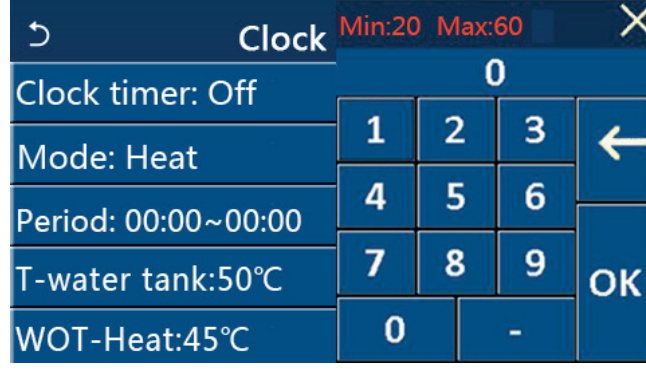 Clock
Clock timer: Off
Mode: Heat
Period: 00:00~00:00
T-water tank:50℃
WOT-Heat:45℃
Min:20 Max:60
0
1 2 3
4 5 6
7 8 9
0 -
OK